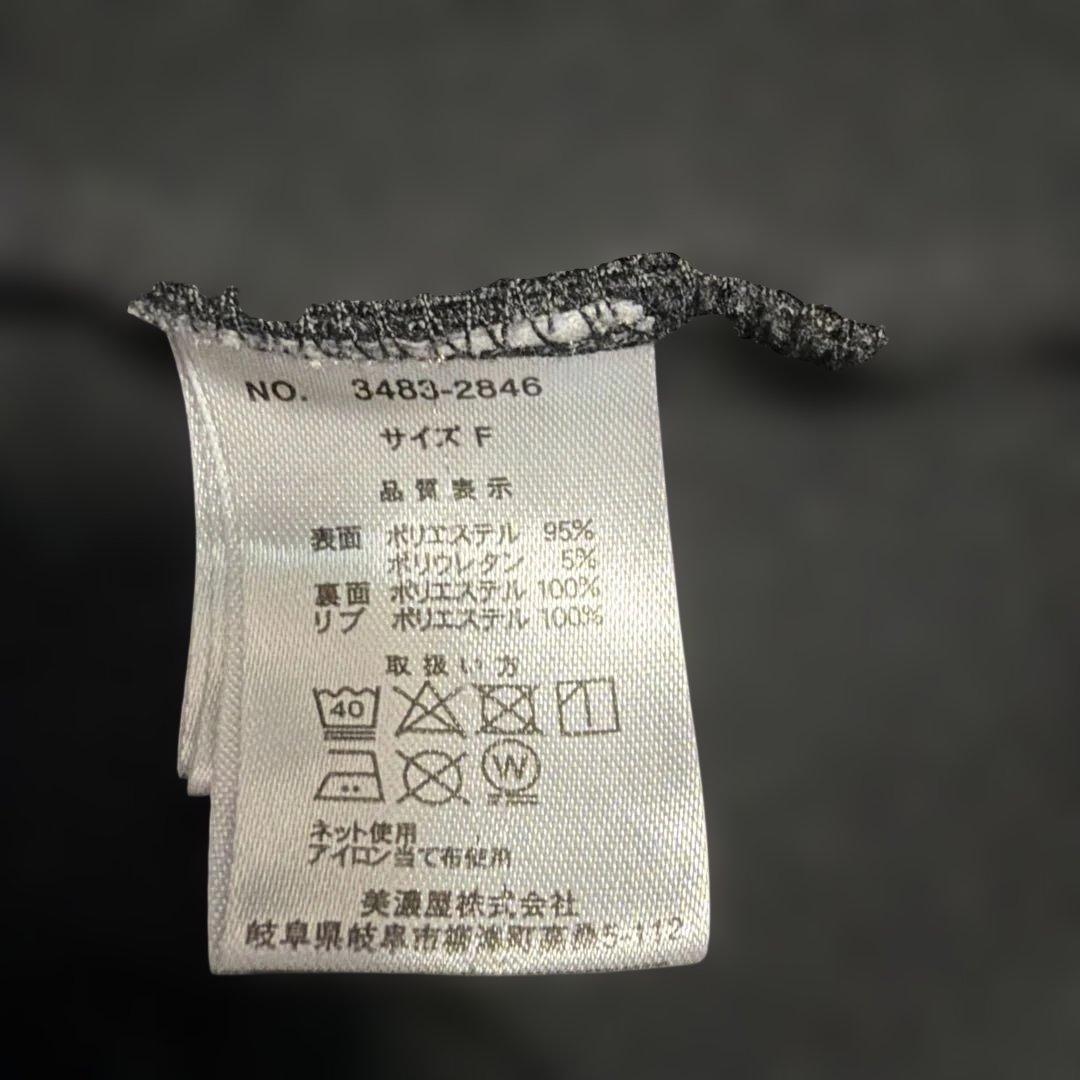 NO. 3483-2846
サイズ F
品質表示
表面 ポリエステル 95%
ポリウレタン 5%
裏面 ポリエステル 100%
リブ ポリエステル 100%
取扱い方
40
W
ネット使用
アイロン当て布使用
美濃屋株式会社
岐阜県岐阜市 5-112